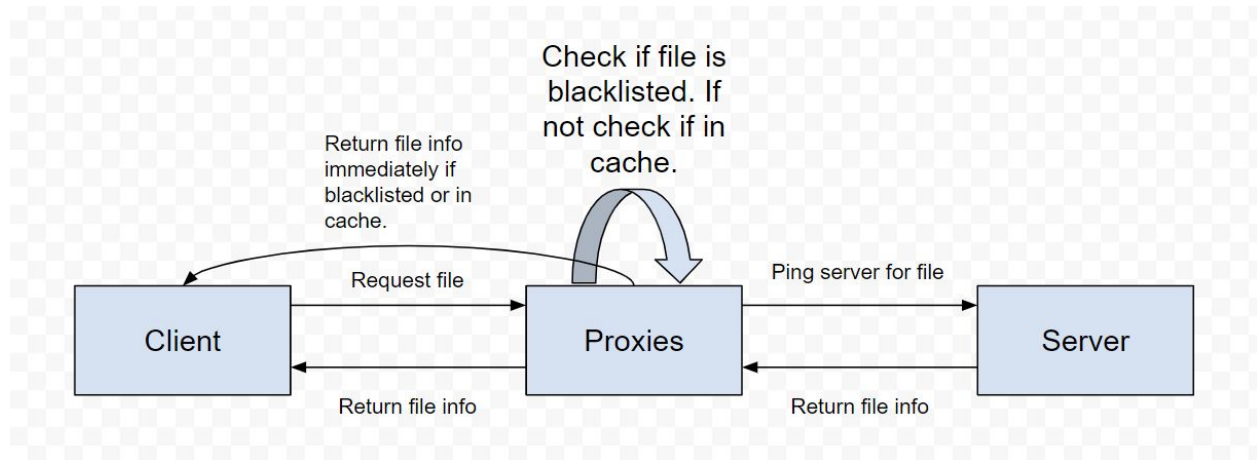 Check if file is
blacklisted. If
not check if in
cache.
Return file info
immediately if
blacklisted or in
cache.
Request file
Ping server for file
Client
Proxies
Server
Return file info
Return file info